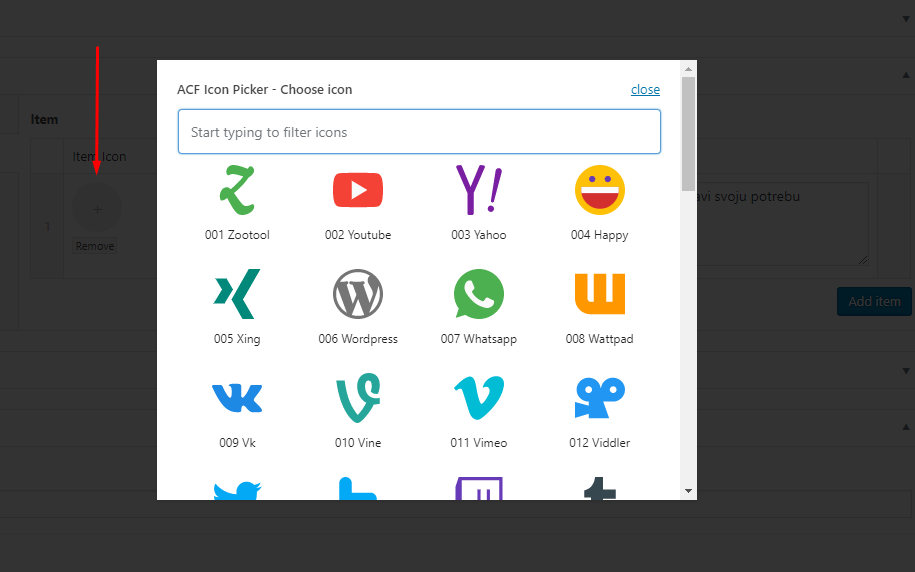 ACF Icon Picker - Choose icon
close
Start typing to filter icons
Item
Item Icon
1
Remove
avi svoju potrebu
Add item
001 Zootool
002 Youtube
003 Yahoo
004 Happy
005 Xing
006 Wordpress
007 Whatsapp
008 Wattpad
009 Vk
010 Vine
011 Vimeo
012 Viddler